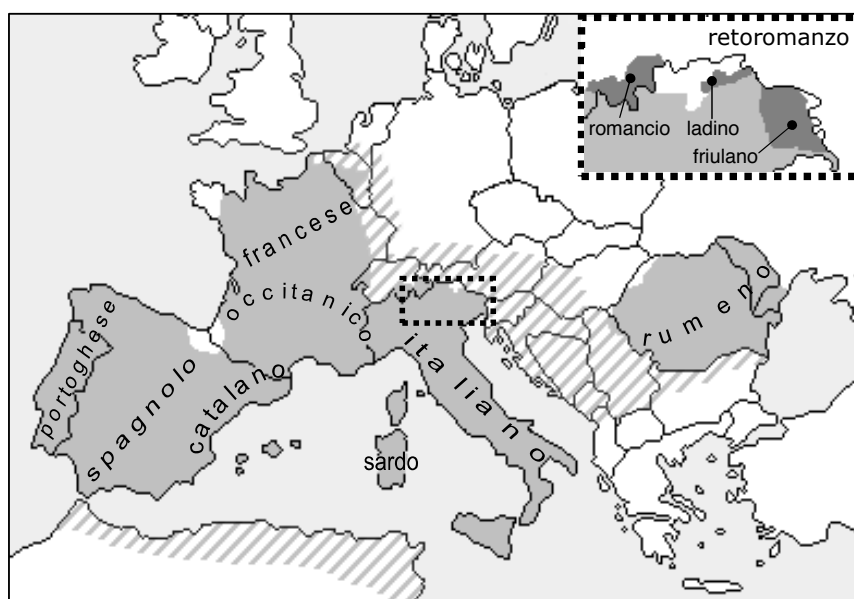 retoromanzo
romancio
ladino
friulano
francese
occitanico
portoghese
spagnolo
catalano
italiano
sardo
rumeno